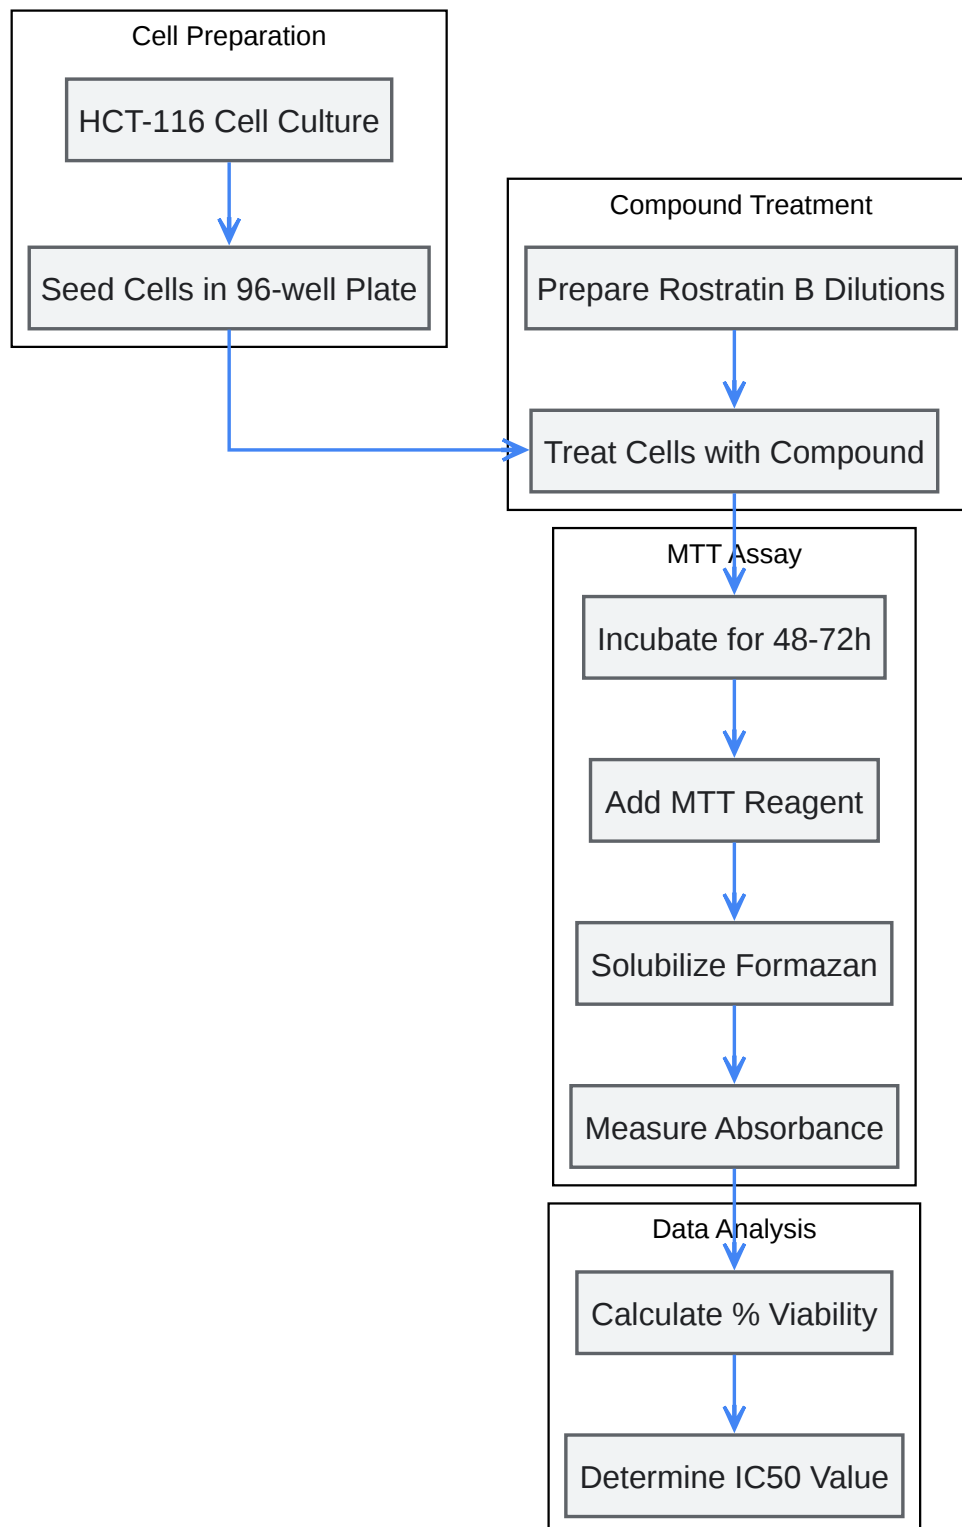 Cell Preparation
HCT-116 Cell Culture
Seed Cells in 96-well Plate
Compound Treatment
Prepare Rostratin B Dilutions
Treat Cells with Compound
MTT Assay
Incubate for 48-72h
Add MTT Reagent
Solubilize Formazan
Measure Absorbance
Data Analysis
Calculate % Viability
Determine IC50 Value